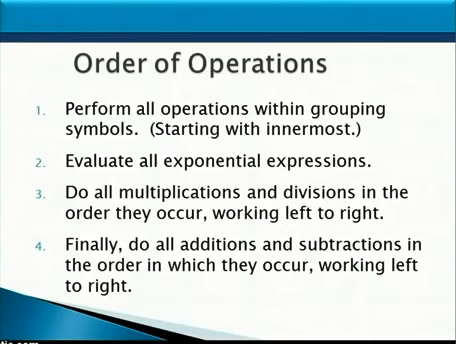 Order of Operations
1. Perform all operations within grouping
symbols. (Starting with innermost.)
2. Evaluate all exponential expressions.
3. Do all multiplications and divisions in the
order they occur, working left to right.
4. Finally, do all additions and subtractions in
the order in which they occur, working left
to right.